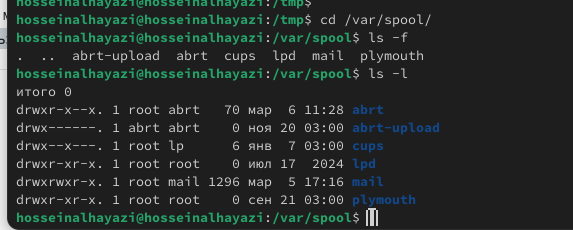 hosseinalhayazi@hosseinalhayazi:/tmp$
hosseinalhayazi@hosseinalhayazi:/tmp$ cd /var/spool/
hosseinalhayazi@hosseinalhayazi:/var/spool$ ls -f
. .. abrt-upload abrt cups lpd mail plymouth
hosseinalhayazi@hosseinalhayazi:/var/spool$ ls -l
итого 0
drwxr-x--x. 1 root abrt 70 мар 6 11:28 abrt
drwx------. 1 abrt abrt 0 ноя 20 03:00 abrt-upload
drwx--x---. 1 root lp 6 янв 7 03:00 cups
drwxr-xr-x. 1 root root 0 июл 17 2024 lpd
drwxrwxr-x. 1 root mail 1296 мар 5 17:16 mail
drwxr-xr-x. 1 root root 0 сен 21 03:00 plymouth
hosseinalhayazi@hosseinalhayazi:/var/spool$